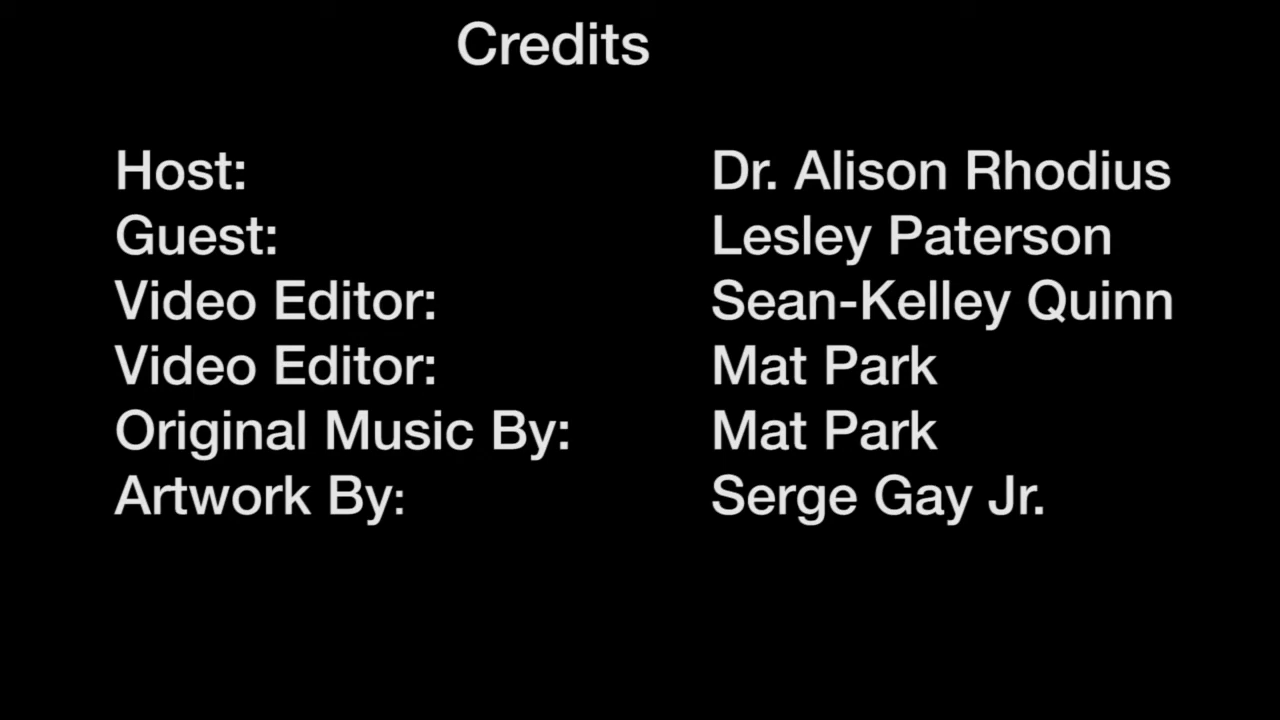 Credits
Host: Dr. Alison Rhodius
Guest: Lesley Paterson
Video Editor: Sean-Kelley Quinn
Video Editor: Mat Park
Original Music By: Mat Park
Artwork By: Serge Gay Jr.